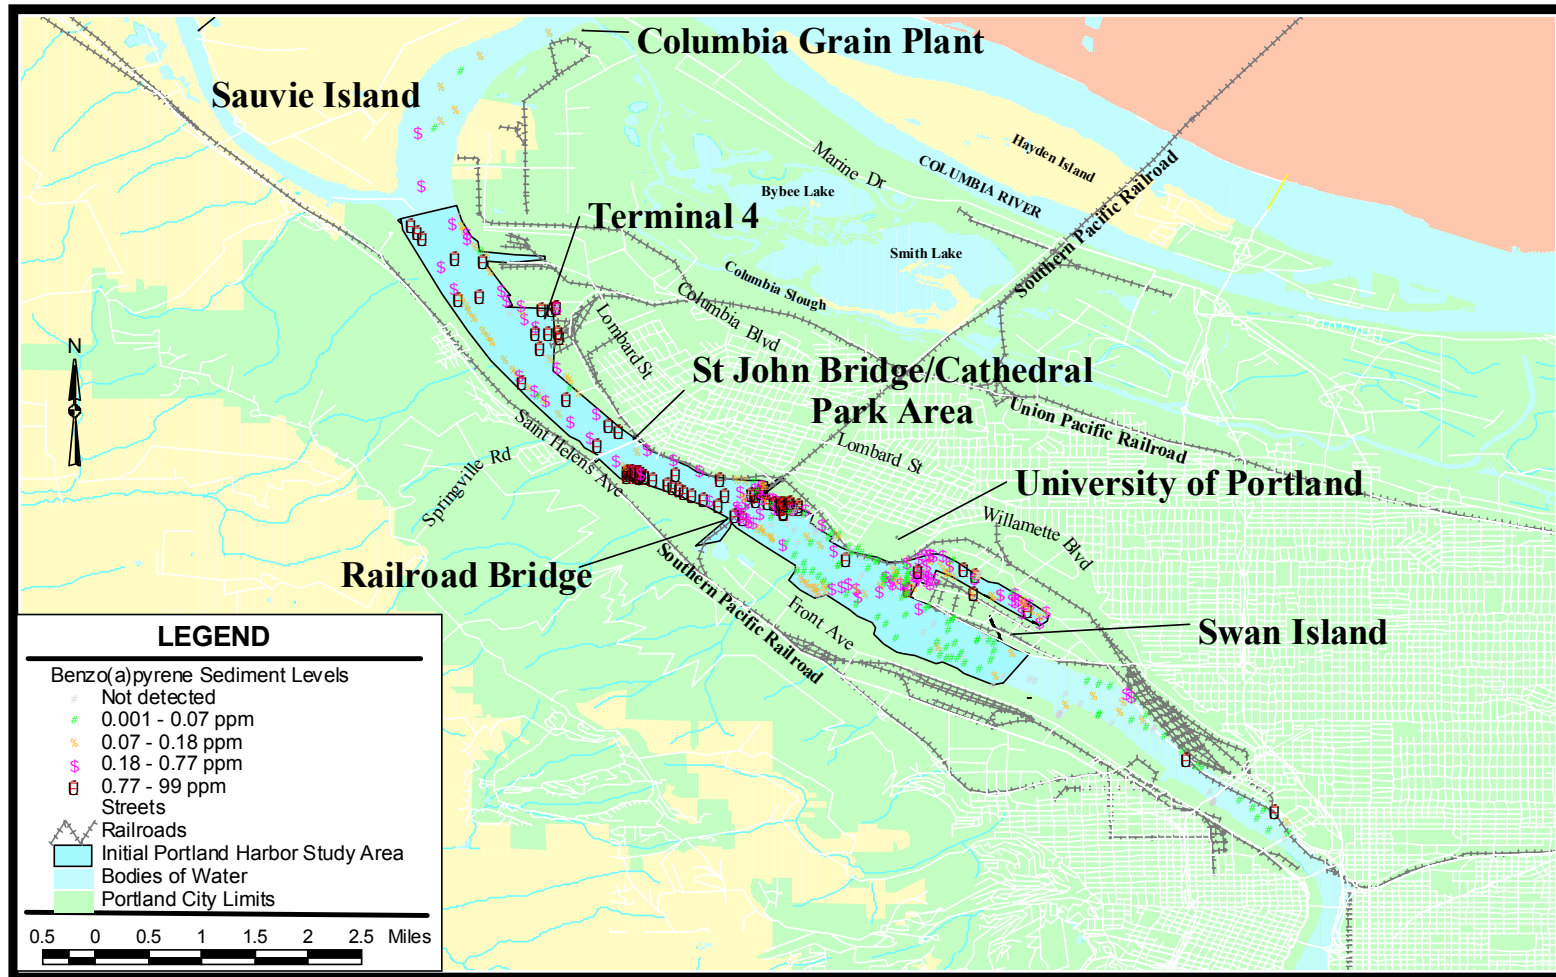 Columbia Grain Plant
Sauvie Island
Marine Dr
COLUMBIA RIVER
Hayden Island
Southern Pacific Railroad
Bybee Lake
Terminal 4
Smith Lake
Columbia Slough
Columbia Blvd
Lombard St
N
St John Bridge/Cathedral
Park Area
Union Pacific Railroad
Saint Helens Ave
Lombard St
Springville Rd
University of Portland
Willamette Blvd
Railroad Bridge
Southern Pacific Railroad
Front Ave
Swan Island
LEGEND
Benzo(a)pyrene Sediment Levels
Not detected
0.001 - 0.07 ppm
0.07 - 0.18 ppm
0.18 - 0.77 ppm
0.77 - 99 ppm
Streets
Railroads
Initial Portland Harbor Study Area
Bodies of Water
Portland City Limits
0.5 0 0.5 1 1.5 2 2.5 Miles